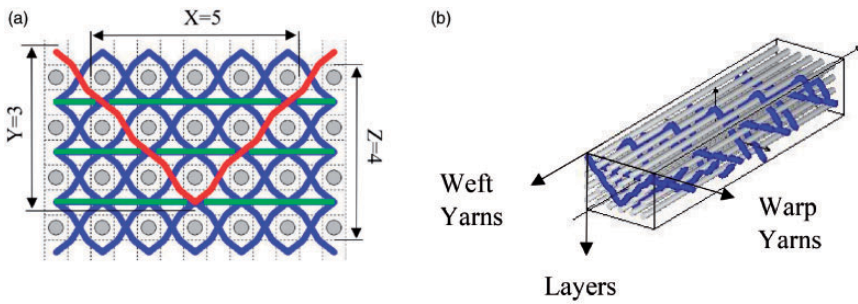 (a)
X=5
Y=3
Z=4
(b)
Weft
Yarns
Warp
Yarns
Layers